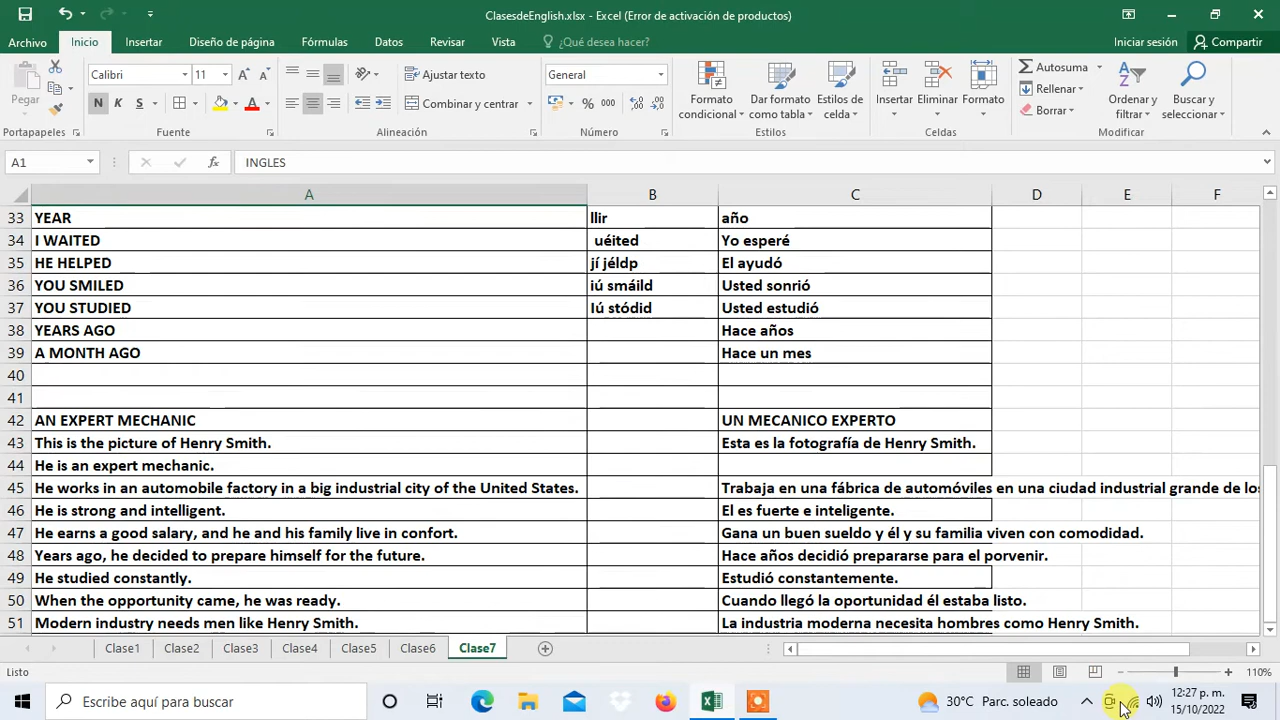 ClasesdeEnglish.xlsx - Excel (Error de activación de productos)
Archivo Inicio Insertar Diseño de página Fórmulas Datos Revisar Vista ¿Qué desea hacer? Iniciar sesión Compartir
Calibri 11 Ajustar texto General Autosuma
Pegar N K S Combinar y centrar % 000 Formato condicional Dar formato como tabla Estilos de celda Insertar Eliminar Formato Rellenar Borrar Ordenar y filtrar Buscar y seleccionar
Portapapeles Fuente Alineación Número Estilos Celdas Modificar
A1 fx INGLES
A B C D E F
33 YEAR llir año
34 I WAITED uéited Yo esperé
35 HE HELPED jí jéldp El ayudó
36 YOU SMILED iú smáild Usted sonrió
37 YOU STUDIED Iú stódid Usted estudió
38 YEARS AGO Hace años
39 A MONTH AGO Hace un mes
40
41
42 AN EXPERT MECHANIC UN MECANICO EXPERTO
43 This is the picture of Henry Smith. Esta es la fotografía de Henry Smith.
44 He is an expert mechanic.
45 He works in an automobile factory in a big industrial city of the United States. Trabaja en una fábrica de automóviles en una ciudad industrial grande de lo
46 He is strong and intelligent. El es fuerte e inteligente.
47 He earns a good salary, and he and his family live in confort. Gana un buen sueldo y él y su familia viven con comodidad.
48 Years ago, he decided to prepare himself for the future. Hace años decidió prepararse para el porvenir.
49 He studied constantly. Estudió constantemente.
50 When the opportunity came, he was ready. Cuando llegó la oportunidad él estaba listo.
51 Modern industry needs men like Henry Smith. La industria moderna necesita hombres como Henry Smith.
Clase1 Clase2 Clase3 Clase4 Clase5 Clase6 Clase7
Listo 110%
Escribe aquí para buscar 30°C Parc. soleado 12:27 p. m.
15/10/2022